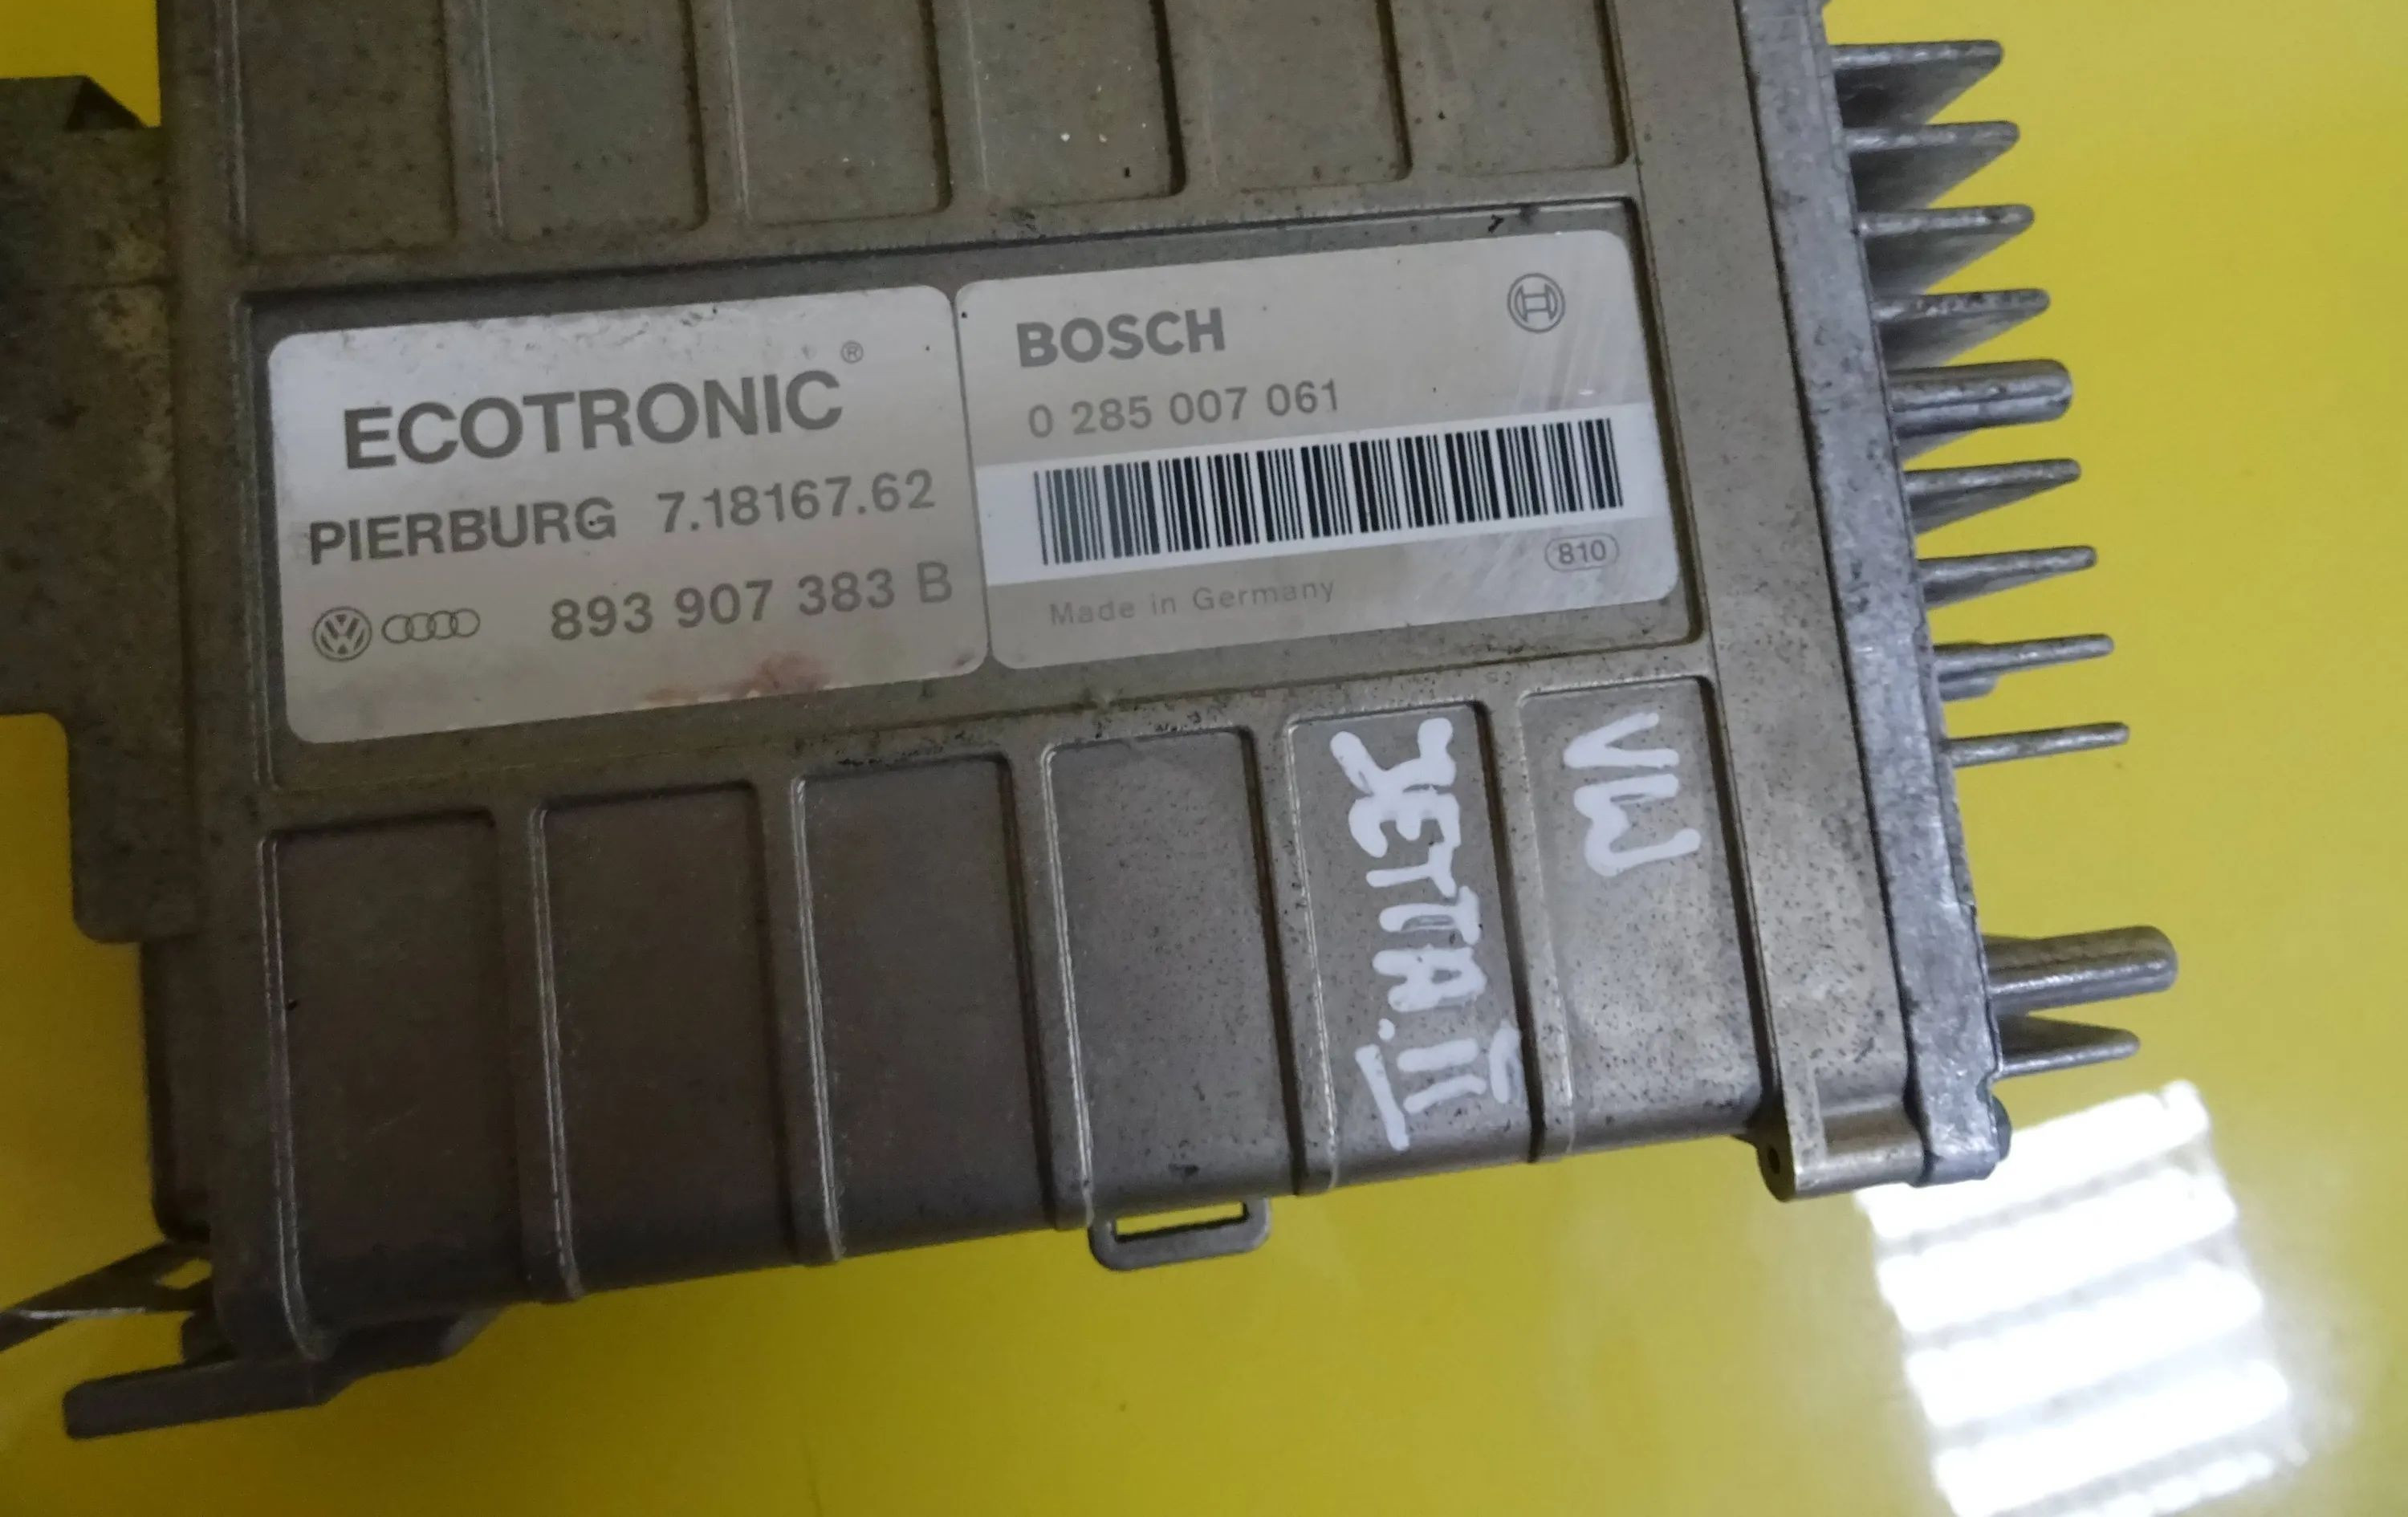 ECOTRONIC®
PIERBURG 7.18167.62
893 907 383 B
BOSCH
0 285 007 061
810
Made in Germany
VW
JETTA.II